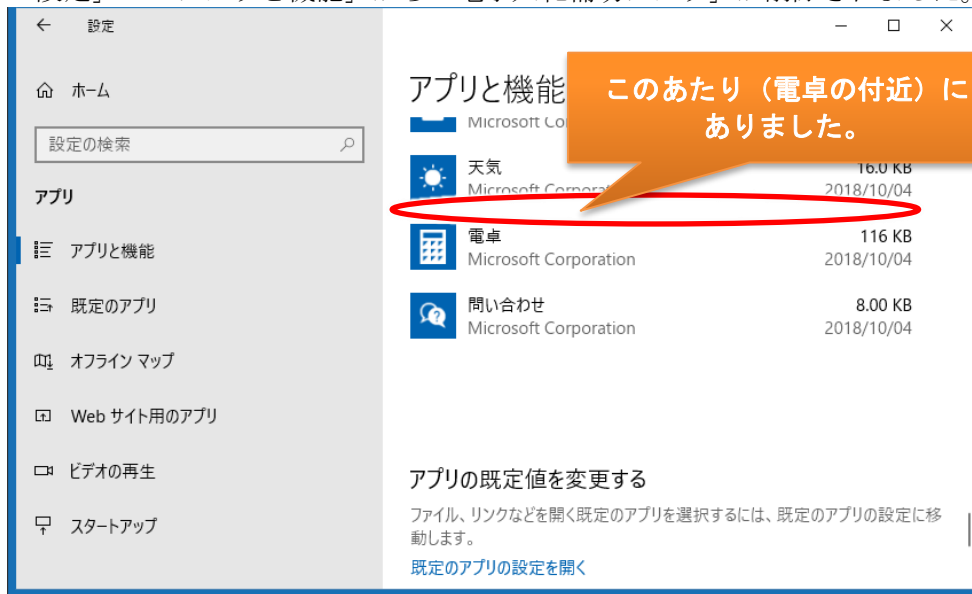 設定
ホーム
設定の検索
アプリ
アプリと機能
既定のアプリ
オフライン マップ
Web サイト用のアプリ
ビデオの再生
スタートアップ
アプリと機能
このあたり（電卓の付近）に
ありました。
Microsoft
天気
16.0 KB
Microsoft
2018/10/04
電卓
116 KB
Microsoft Corporation
2018/10/04
問い合わせ
8.00 KB
Microsoft Corporation
2018/10/04
アプリの既定値を変更する
ファイル、リンクなどを開く既定のアプリを選択するには、既定のアプリの設定に移
動します。
既定のアプリの設定を開く